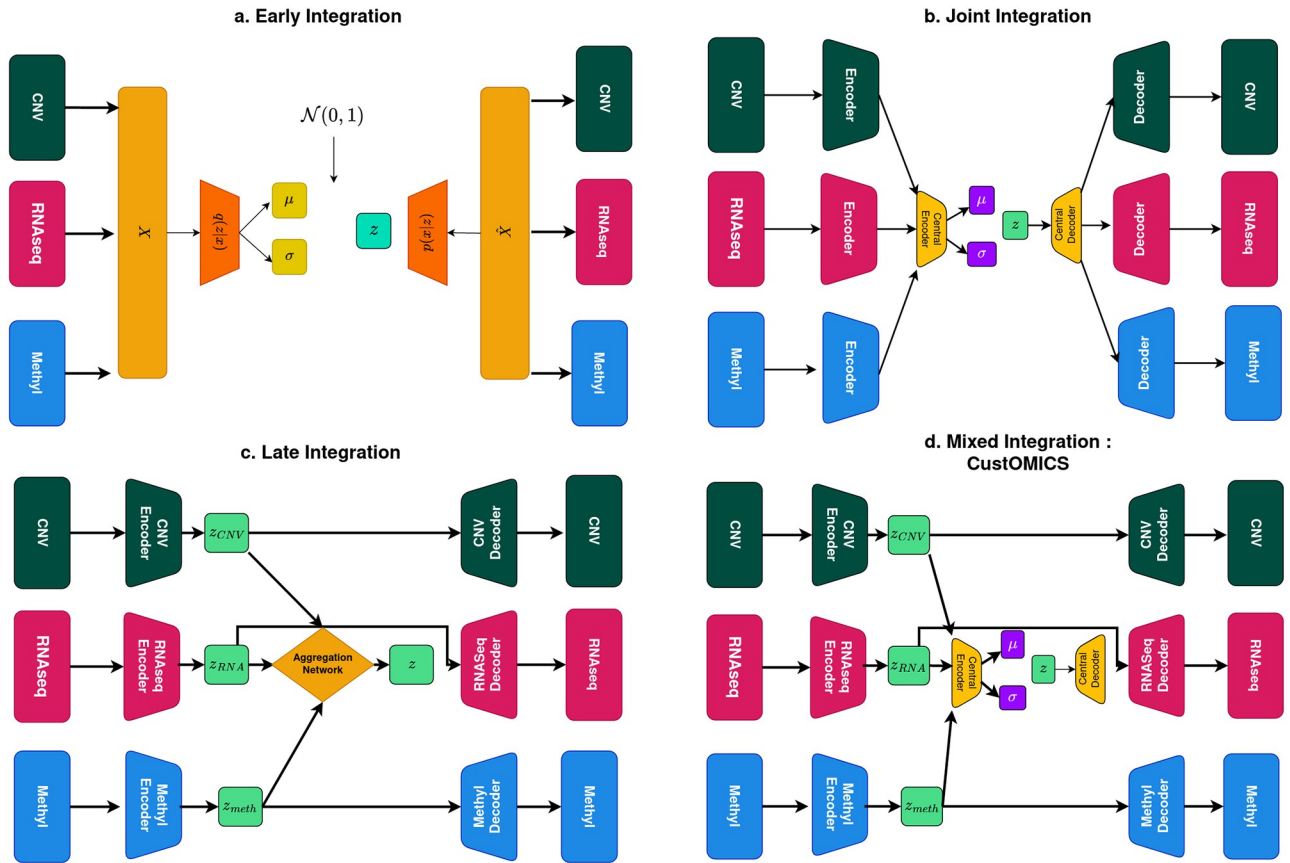 a. Early Integration
CNV
RNAseq
Methyl
X
q(z|x)
μ
σ
𝒩(0, 1)
z
p(x|z)
X̂
CNV
RNAseq
Methyl
b. Joint Integration
CNV
RNAseq
Methyl
Encoder
Encoder
Encoder
Central
Encoder
μ
σ
z
Central
Decoder
Decoder
Decoder
Decoder
CNV
RNAseq
Methyl
c. Late Integration
CNV
RNAseq
Methyl
CNV
Encoder
RNAseq
Encoder
Methyl
Encoder
z_CNV
z_RNA
z_meth
Aggregation
Network
z
CNV
Decoder
RNASeq
Decoder
Methyl
Decoder
CNV
RNAseq
Methyl
d. Mixed Integration :
CustOMICS
CNV
RNAseq
Methyl
CNV
Encoder
RNAseq
Encoder
Methyl
Encoder
z_CNV
z_RNA
z_meth
Central
Encoder
μ
σ
z
Central
Decoder
CNV
Decoder
RNASeq
Decoder
Methyl
Decoder
CNV
RNAseq
Methyl